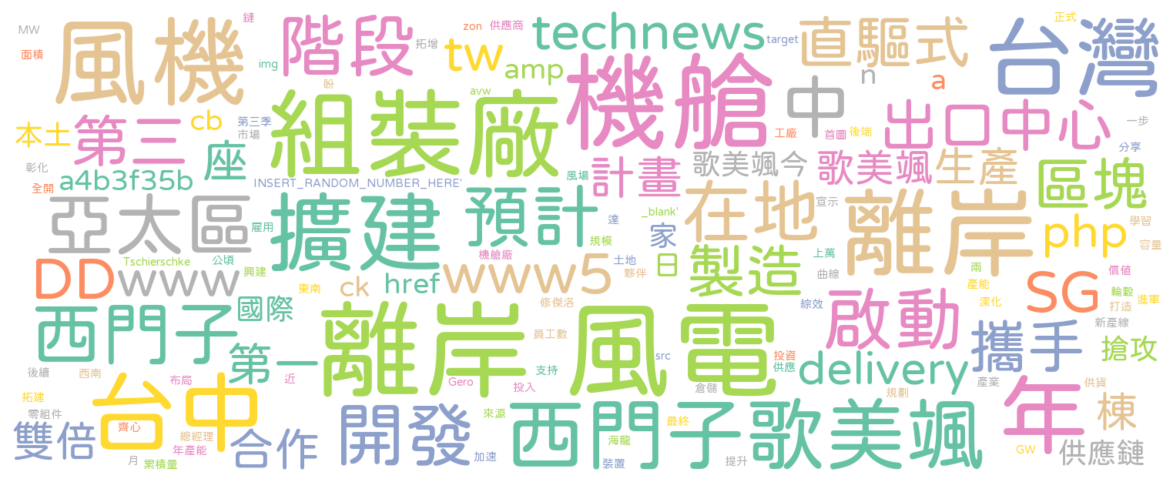 MW
面積
風機
鏈
階段
img
盼
拓增
zon
供應商
tw
technews
amp
avw
target
直驅式
正式
台灣
本土
第三
cb
第三季
市場
座
組裝廠
機艙
工廠
中
首圖
後端
n
a
出口中心
一步
分享
彰化
全開
a4b3f35b
INSERT_RANDOM_NUMBER_HERE'
風場
計畫
歌美颯今
歌美颯
生產
區塊
亞太區
雇用
擴建
預計
規模
達
_blank'
家
土地
夥伴
日
在地
宣示
上萬
曲線
離岸
php
學習
容量
DD
Tschierschke
公頃
www
興建
東南
ck
href
機艙廠
www5
修傑洛
製造
綜效
兩
產能
深化
SG
價值
輪轂
打造
進軍
新產線
西門子
國際
第一
離岸風電
員工數
支持
src
投資
供應
啟動
攜手
搶攻
後續
西南
布局
近
Gero
投入
倉儲
delivery
規劃
產業
供貨
拓建
零組件
台中
雙倍
齊心
月
累積量
總經理
年產能
合作
開發
加速
來源
西門子歌美颯
海龍
裝置
最終
提升
年
GW
棟
供應鏈